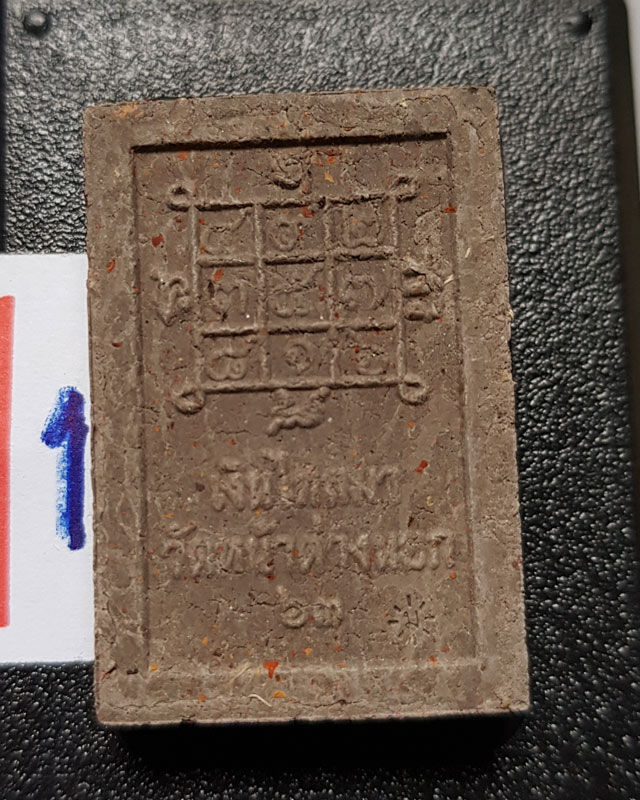 ๔ ๙ ๒
๓ ๕ ๗
๘ ๑ ๖
เงินไหลมา
วัดหน้าต่างนอก
๖๓
1